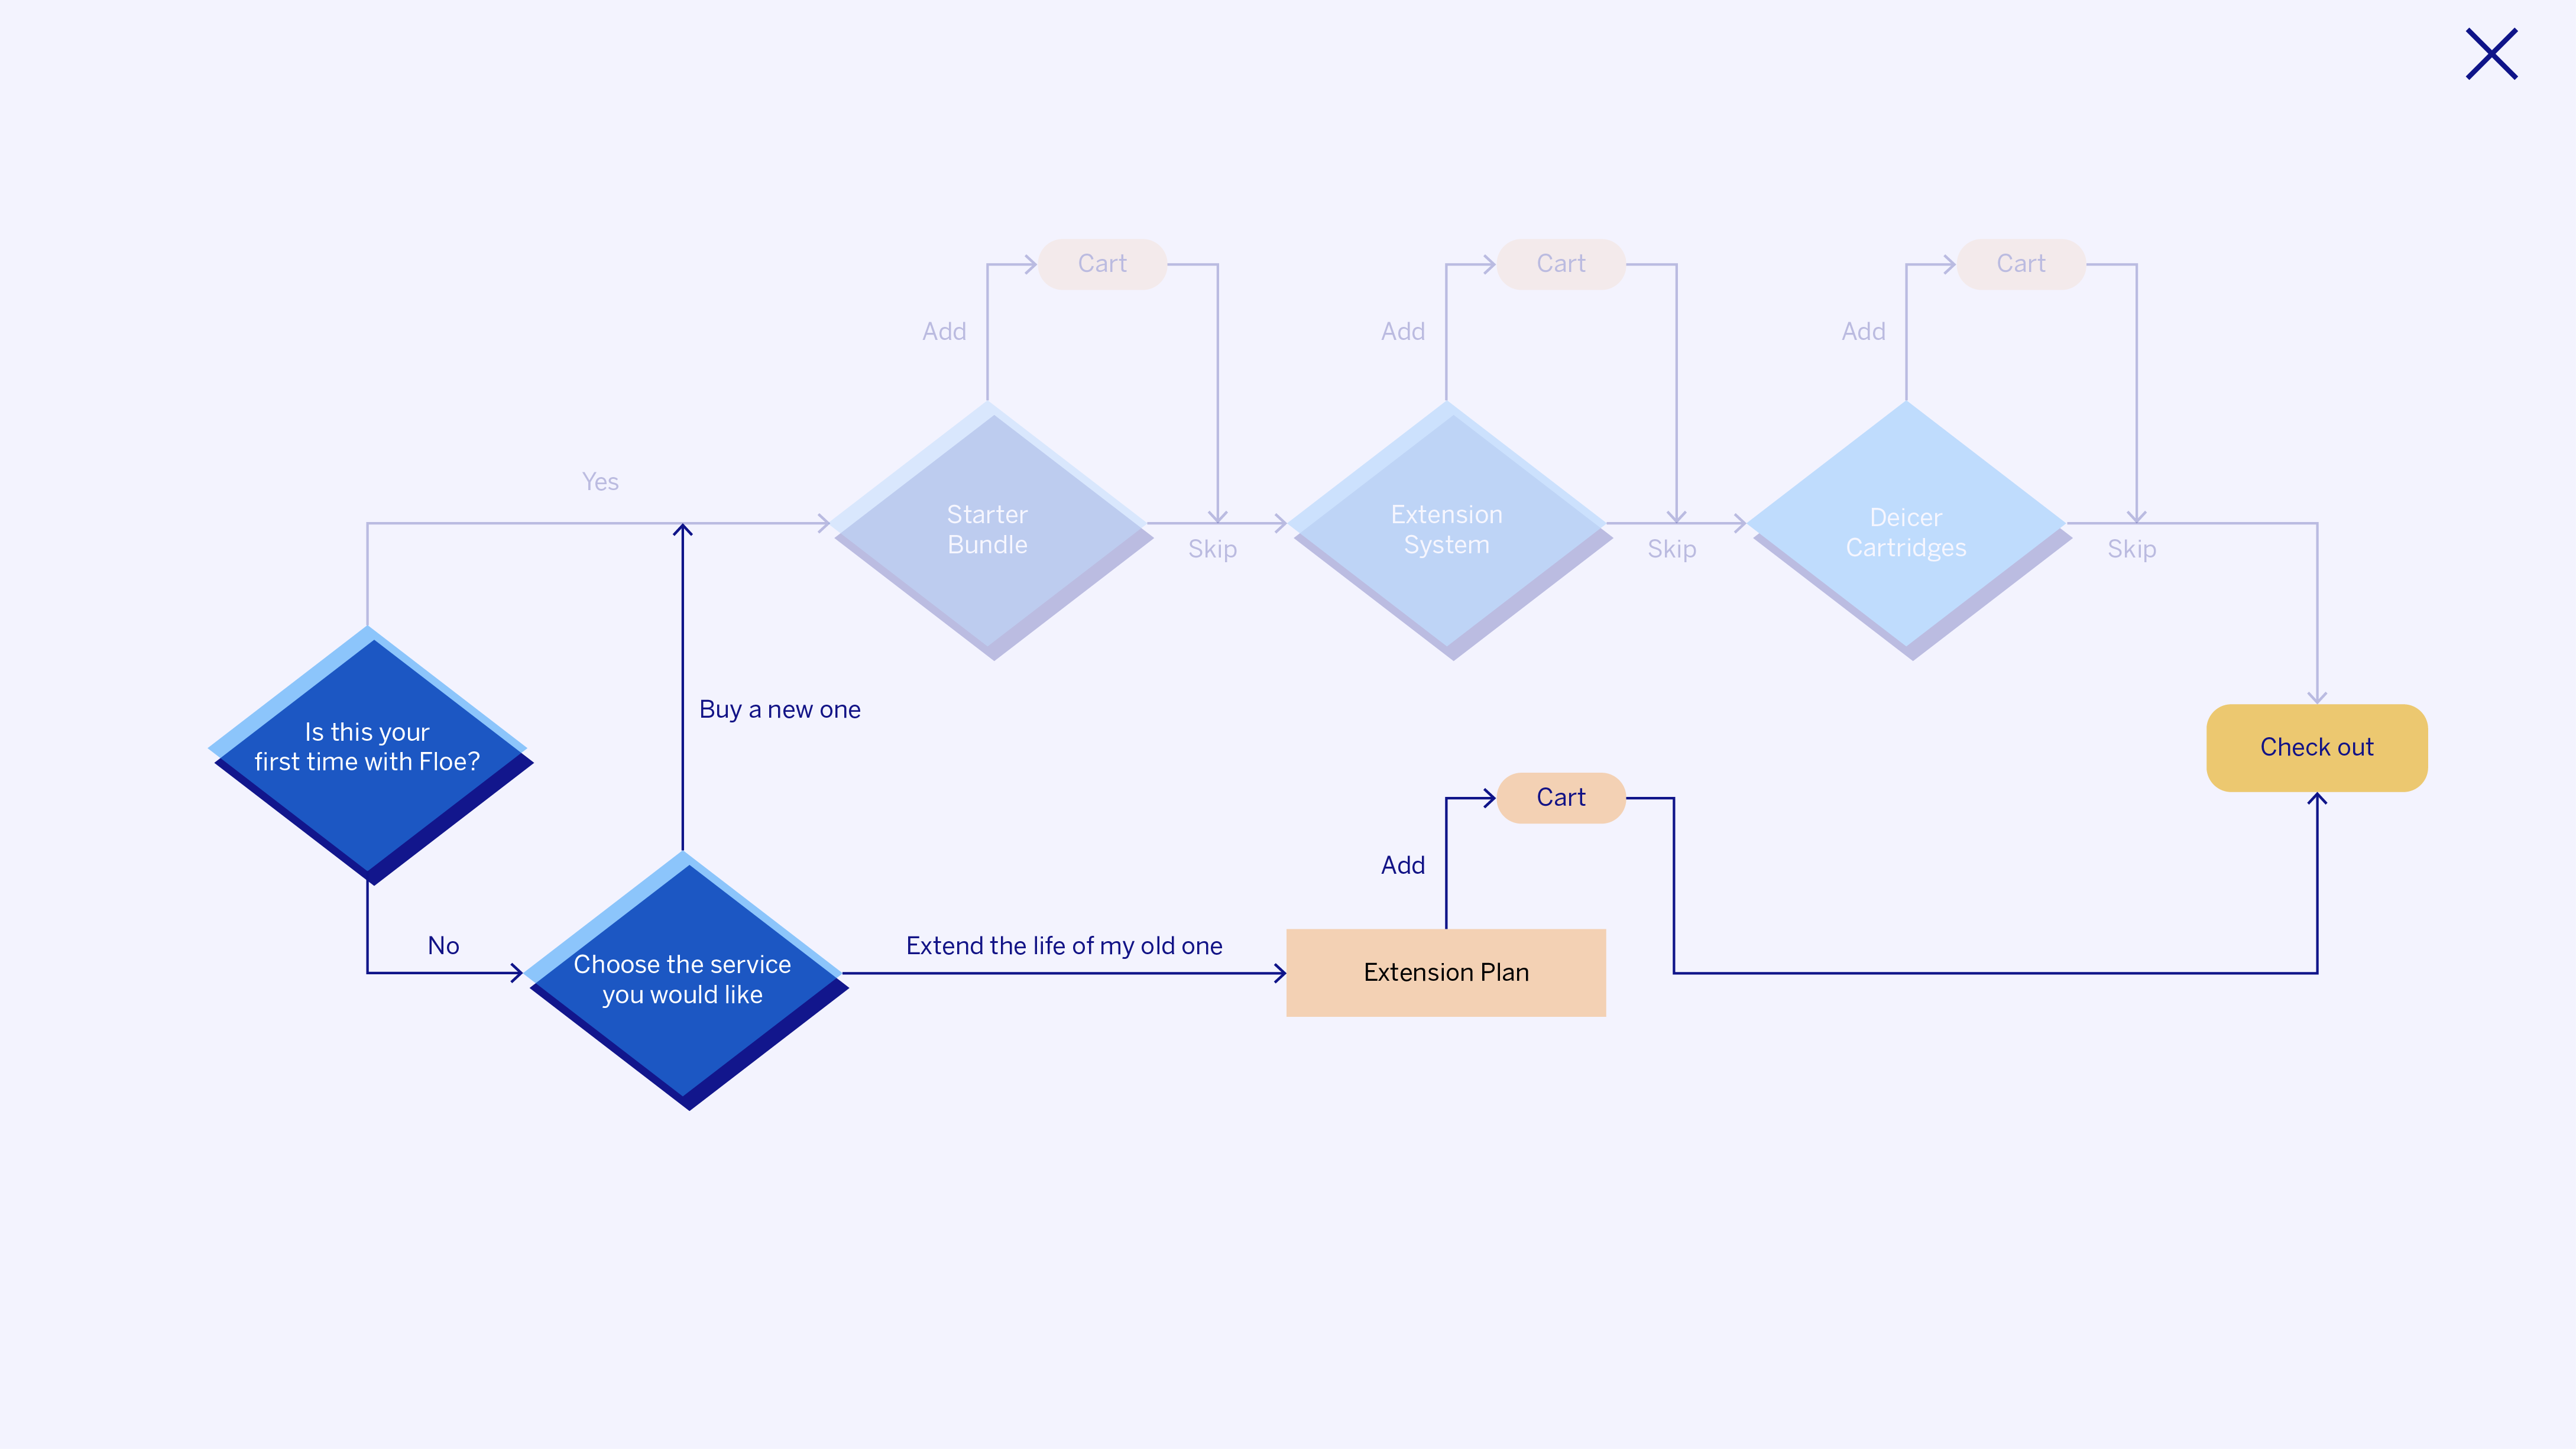 Cart
Cart
Cart
Add
Add
Add
Yes
Starter
Bundle
Skip
Extension
System
Skip
Deicer
Cartridges
Skip
Is this your
first time with Floe?
Buy a new one
Check out
Cart
Add
No
Choose the service
you would like
Extend the life of my old one
Extension Plan